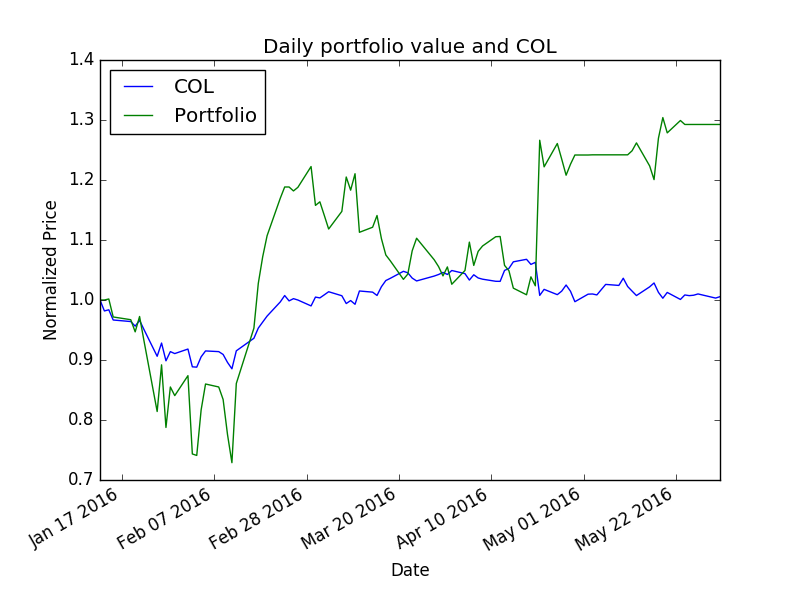 Daily portfolio value and COL
COL
Portfolio
1.4
1.3
1.2
1.1
1.0
0.9
0.8
0.7
Normalized Price
Jan 17 2016
Feb 07 2016
Feb 28 2016
Mar 20 2016
Apr 10 2016
May 01 2016
May 22 2016
Date